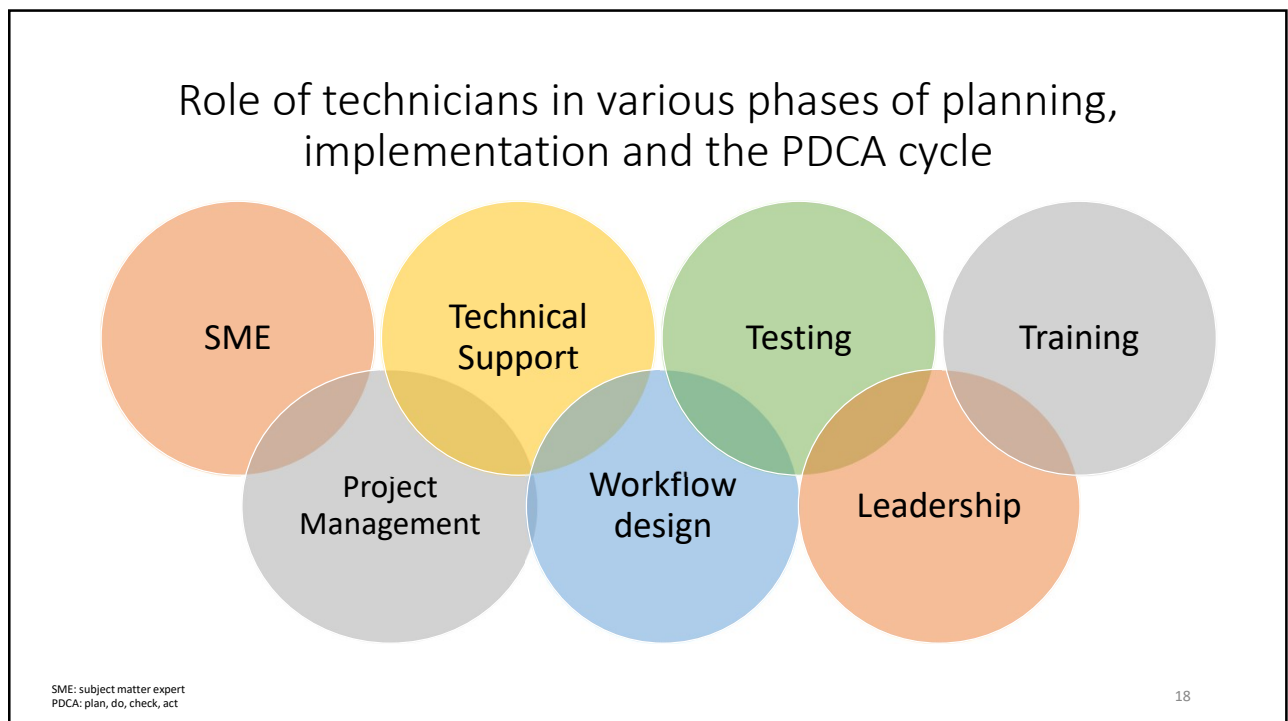 Role of technicians in various phases of planning,
implementation and the PDCA cycle
SME
Technical
Support
Testing
Training
Project
Management
Workflow
design
Leadership
SME: subject matter expert
PDCA: plan, do, check, act
18